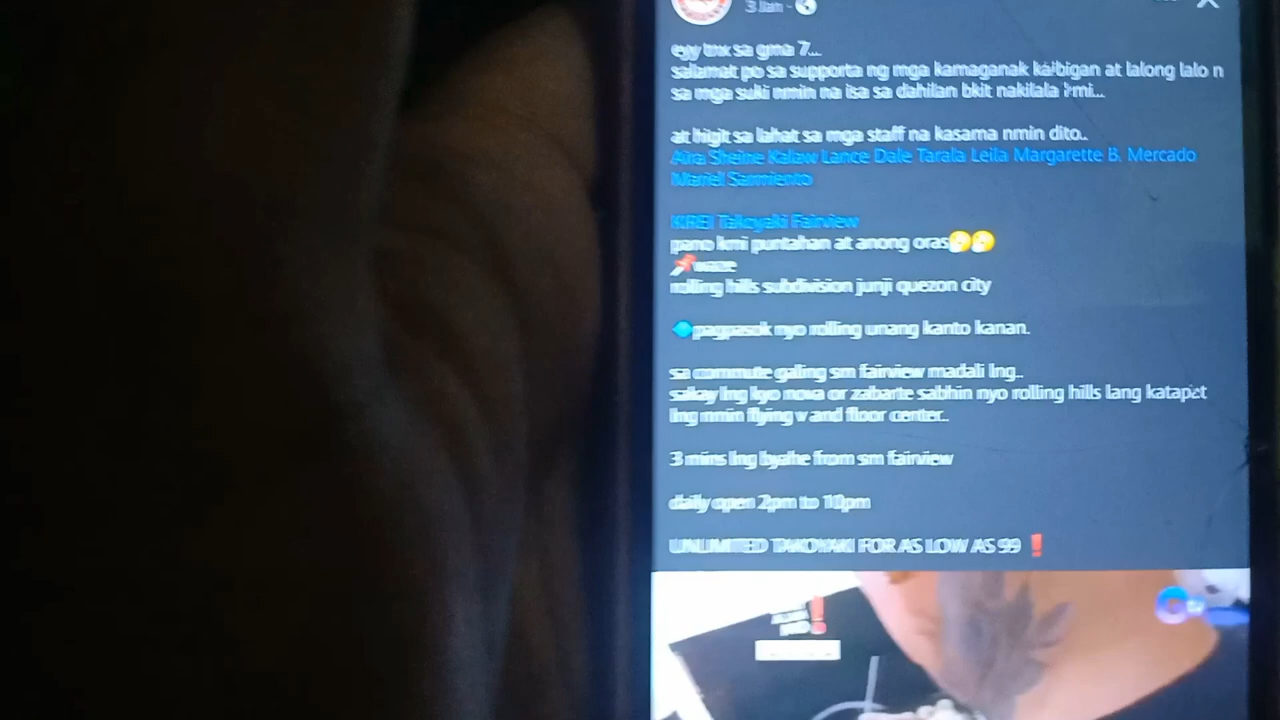 3 Jan ·
eyy tnx sa gma 7...
salamat po sa supporta ng mga kamaganak kaibigan at lalong lalo n
sa mga suki nmin na isa sa dahilan bkit nakilala kmi...
at higit sa lahat sa mga staff na kasama nmin dito..
Aira Sheine Kalaw Lance Dale Tarala Leila Margarette B. Mercado
Mariel Sarmiento
KIREI Takoyaki Fairview
pano kmi puntahan at anong oras
📌waze
rolling hills subdivision junji quezon city
pagpasok nyo rolling unang kanto kanan.
sa commute galing sm fairview madali lng..
sakay lng kyo nova or zabarte sabhin nyo rolling hills lang katapat
lng nmin flying v and floor center..
3 mins lng byahe from sm fairview
daily open 2pm to 10pm
UNLIMITED TAKOYAKI FOR AS LOW AS 99 ❗